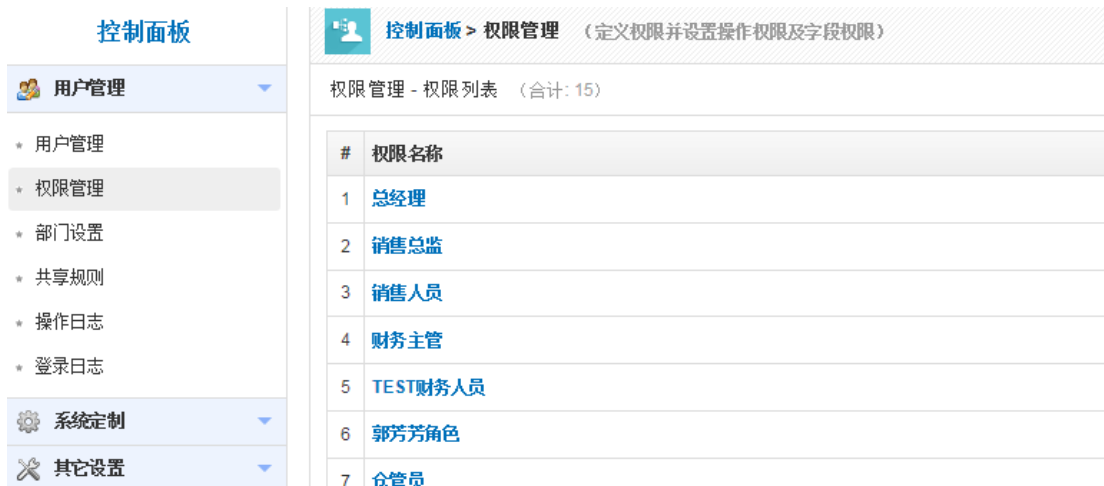 控制面板
用户管理
用户管理
权限管理
部门设置
共享规则
操作日志
登录日志
系统定制
其它设置
控制面板 > 权限管理 （定义权限并设置操作权限及字段权限）
权限管理 - 权限列表 （合计: 15）
# 权限名称
1 总经理
2 销售总监
3 销售人员
4 财务主管
5 TEST财务人员
6 郭芳芳角色
7 仓管员